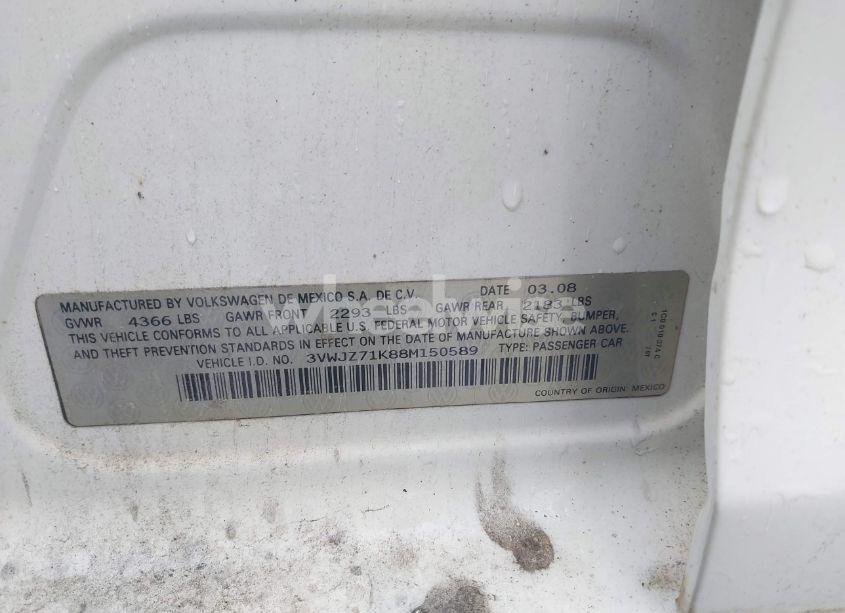 MANUFACTURED BY VOLKSWAGEN DE MEXICO S.A. DE C.V. DATE 03.08
GVWR 4366 LBS GAWR FRONT 2293 LBS GAWR REAR 2183 LBS
THIS VEHICLE CONFORMS TO ALL APPLICABLE U.S. FEDERAL MOTOR VEHICLE SAFETY, BUMPER,
AND THEFT PREVENTION STANDARDS IN EFFECT ON THE DATE OF MANUFACTURE SHOWN ABOVE.
VEHICLE I.D. NO. 3VWJZ71K88M150589 TYPE: PASSENGER CAR
COUNTRY OF ORIGIN: MEXICO